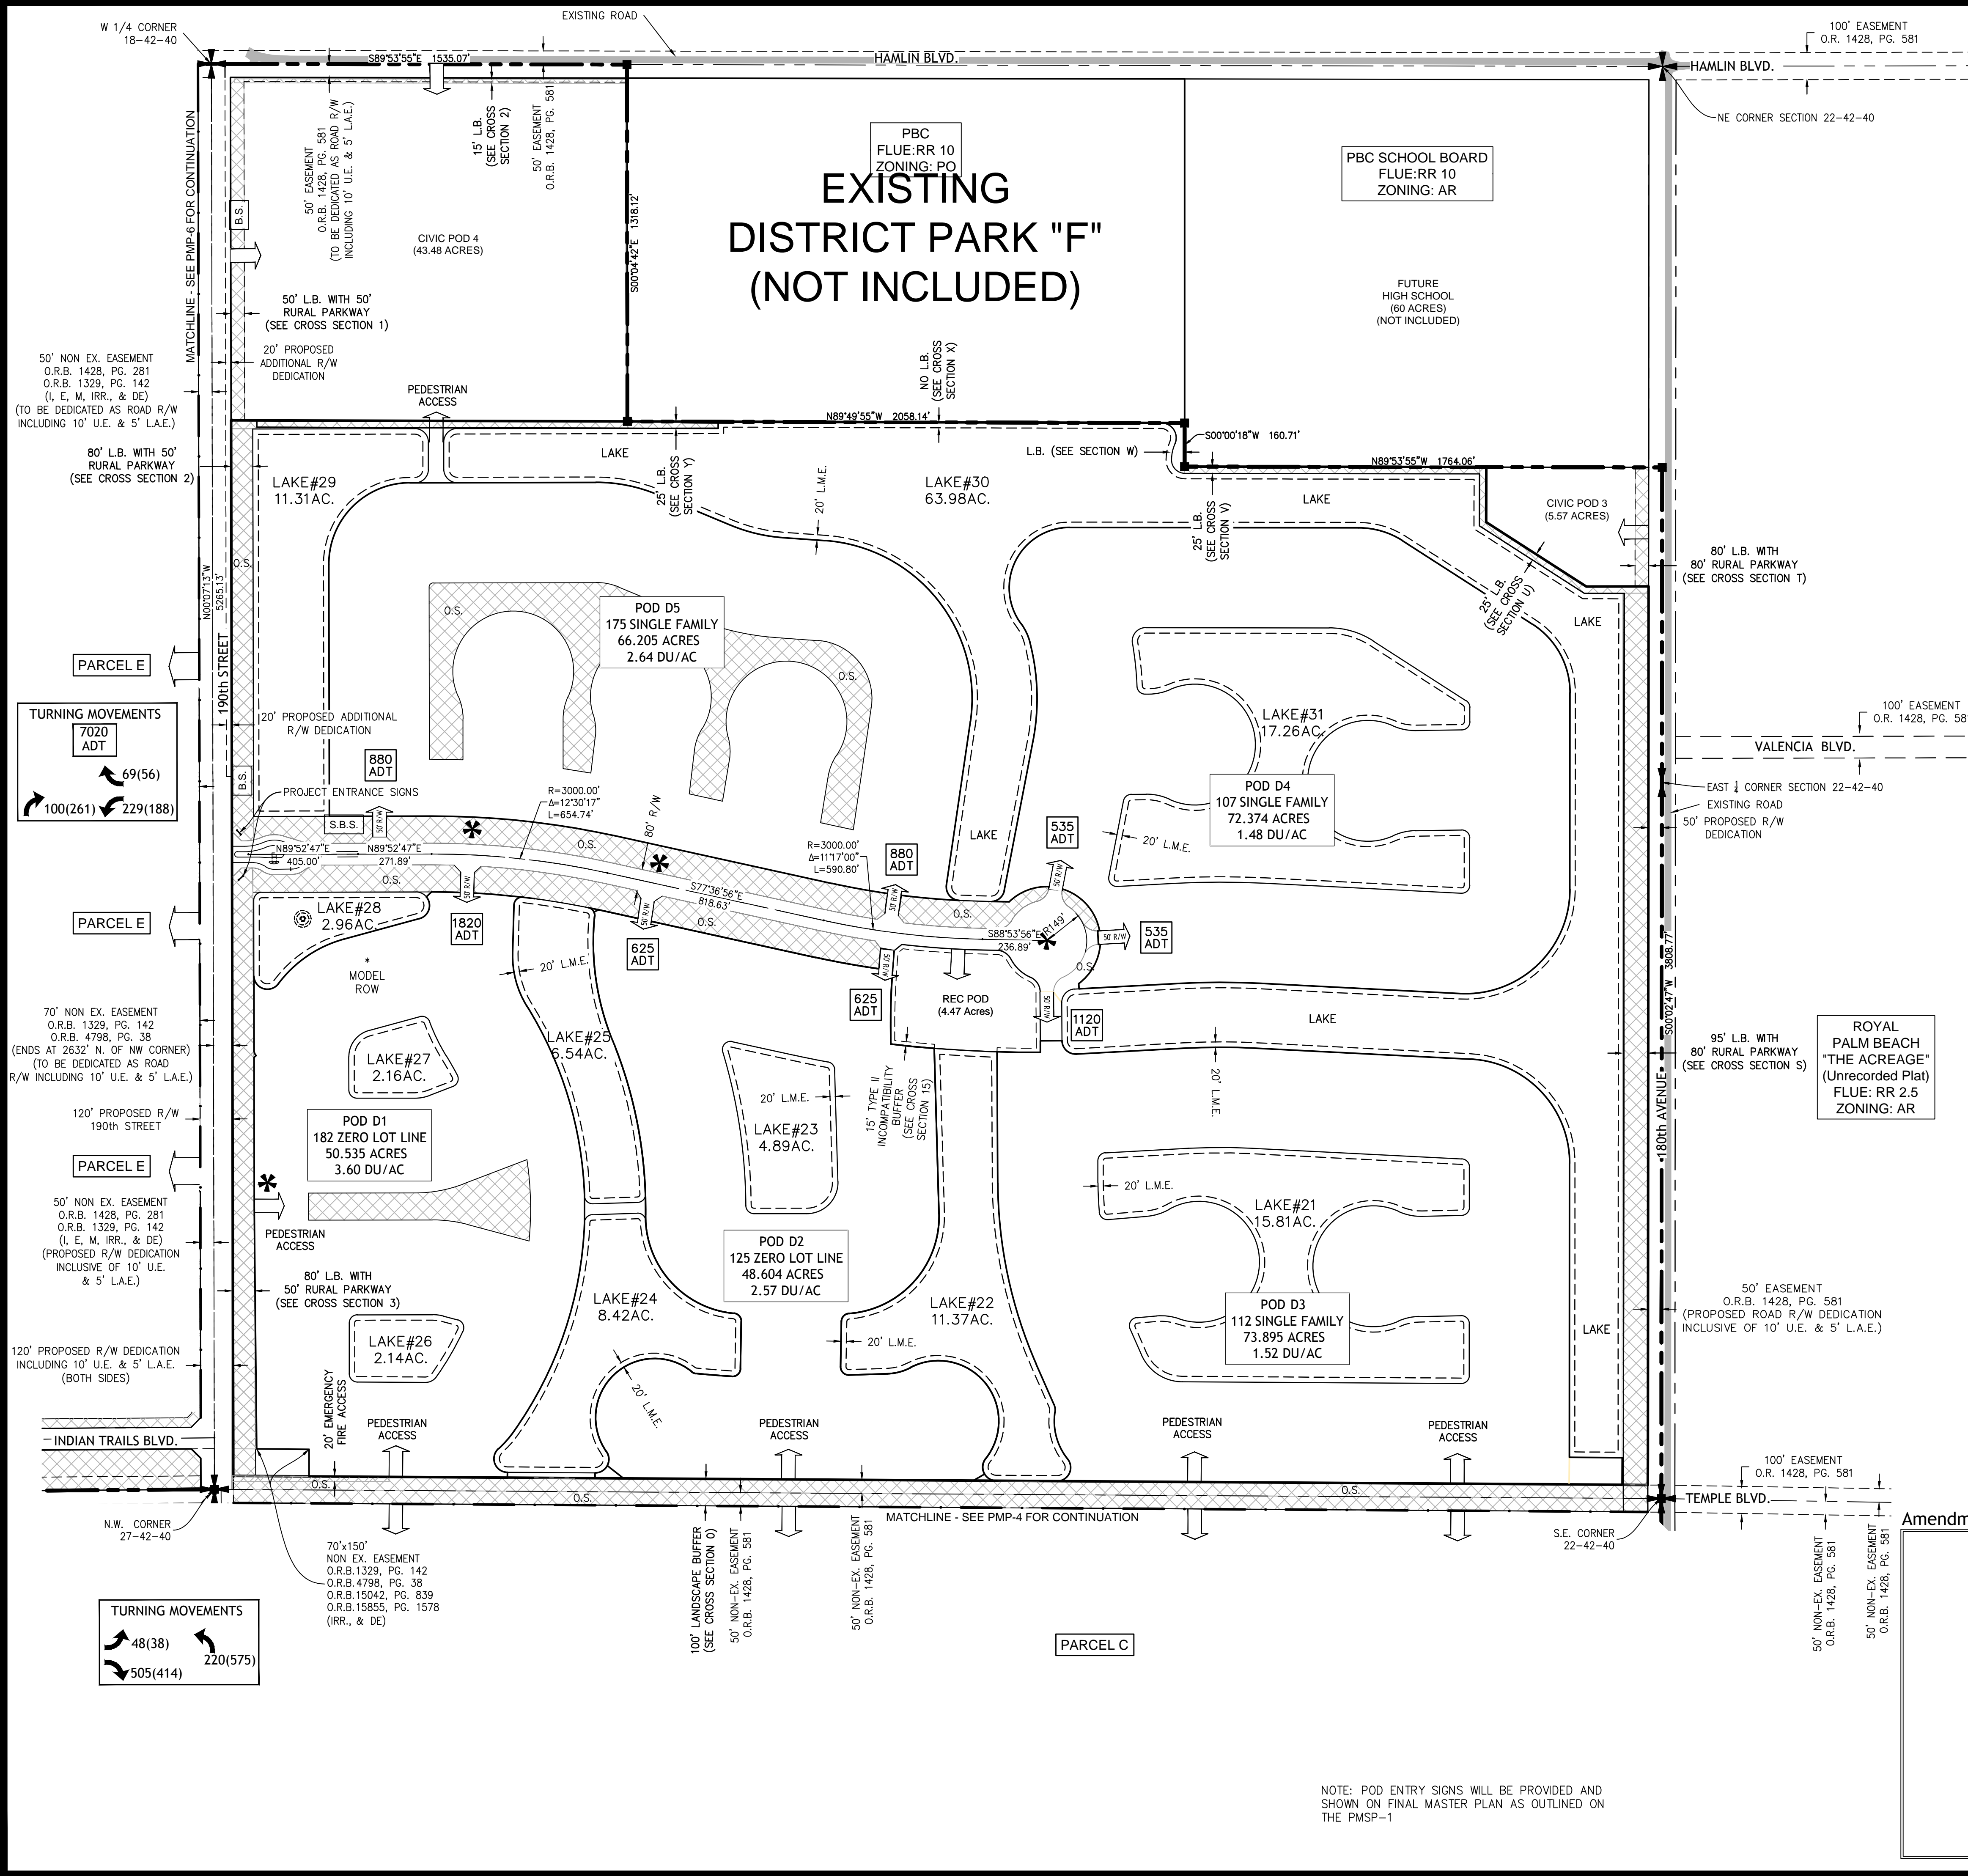 W 1/4 CORNER
18-42-40
EXISTING ROAD
S89°53'55"E 1535.07'
HAMLIN BLVD.
100' EASEMENT
O.R. 1428, PG. 581
HAMLIN BLVD.
NE CORNER SECTION 22-42-40
MATCHLINE - SEE PMP-6 FOR CONTINUATION
B.S.
50' EASEMENT
O.R.B. 1428, PG. 581
(TO BE DEDICATED AS ROAD R/W
INCLUDING 10' U.E. & 5' L.A.E.)
15' L.B.
(SEE CROSS
SECTION 2)
50' EASEMENT
O.R.B. 1428, PG. 581
CIVIC POD 4
(43.48 ACRES)
S00°04'42"E 1318.12'
PBC
FLUE:RR 10
ZONING: PO
EXISTING
DISTRICT PARK "F"
(NOT INCLUDED)
PBC SCHOOL BOARD
FLUE:RR 10
ZONING: AR
FUTURE
HIGH SCHOOL
(60 ACRES)
(NOT INCLUDED)
50' L.B. WITH 50'
RURAL PARKWAY
(SEE CROSS SECTION 1)
20' PROPOSED
ADDITIONAL R/W
DEDICATION
50' NON EX. EASEMENT
O.R.B. 1428, PG. 281
O.R.B. 1329, PG. 142
(I, E, M, IRR., & DE)
(TO BE DEDICATED AS ROAD R/W
INCLUDING 10' U.E. & 5' L.A.E.)
80' L.B. WITH 50'
RURAL PARKWAY
(SEE CROSS SECTION 2)
PEDESTRIAN
ACCESS
NO L.B.
(SEE CROSS
SECTION X)
N89°49'55"W 2058.14'
S00°00'18"W 160.71'
L.B. (SEE SECTION W)
N89°53'55"W 1764.06'
LAKE
LAKE#29
11.31AC.
25' L.B.
(SEE CROSS
SECTION Y)
20' L.M.E.
LAKE#30
63.98AC.
25' L.B.
(SEE CROSS
SECTION V)
LAKE
CIVIC POD 3
(5.57 ACRES)
25' L.B.
(SEE CROSS
SECTION U)
LAKE
80' L.B. WITH
80' RURAL PARKWAY
(SEE CROSS SECTION T)
N00°07'13"W
5265.13'
O.S.
190th STREET
PARCEL E
O.S.
POD D5
175 SINGLE FAMILY
66.205 ACRES
2.64 DU/AC
O.S.
TURNING MOVEMENTS
7020
ADT
69(56)
100(261)
229(188)
20' PROPOSED ADDITIONAL
R/W DEDICATION
880
ADT
B.S.
PROJECT ENTRANCE SIGNS
S.B.S.
50' R/W
R=3000.00'
Δ=12°30'17"
L=654.74'
80' R/W
O.S.
N89°52'47"E
405.00'
N89°52'47"E
271.89'
O.S.
S77°36'56"E
818.63'
O.S.
R=3000.00'
Δ=11°17'00"
L=590.80'
880
ADT
50' R/W
O.S.
S88°53'56"E
236.89'
R149'
O.S.
LAKE
535
ADT
50' R/W
535
ADT
50' R/W
LAKE#31
17.26AC.
POD D4
107 SINGLE FAMILY
72.374 ACRES
1.48 DU/AC
20' L.M.E.
100' EASEMENT
O.R. 1428, PG. 581
VALENCIA BLVD.
EAST 1/4 CORNER SECTION 22-42-40
EXISTING ROAD
50' PROPOSED R/W
DEDICATION
PARCEL E
LAKE#28
2.96AC.
*
MODEL
ROW
50' R/W
1820
ADT
50' R/W
625
ADT
20' L.M.E.
50' R/W
625
ADT
REC POD
(4.47 Acres)
50' R/W
1120
ADT
LAKE
S00°02'47"W 3808.77'
70' NON EX. EASEMENT
O.R.B. 1329, PG. 142
O.R.B. 4798, PG. 38
(ENDS AT 2632' N. OF NW CORNER)
(TO BE DEDICATED AS ROAD
R/W INCLUDING 10' U.E. & 5' L.A.E.)
LAKE#27
2.16AC.
LAKE#25
6.54AC.
20' L.M.E.
LAKE#23
4.89AC.
15' TYPE II
INCOMPATIBILITY
BUFFER
(SEE CROSS
SECTION 15)
20' L.M.E.
95' L.B. WITH
80' RURAL PARKWAY
(SEE CROSS SECTION S)
ROYAL
PALM BEACH
"THE ACREAGE"
(Unrecorded Plat)
FLUE: RR 2.5
ZONING: AR
180th AVENUE
120' PROPOSED R/W
190th STREET
PARCEL E
POD D1
182 ZERO LOT LINE
50.535 ACRES
3.60 DU/AC
50' NON EX. EASEMENT
O.R.B. 1428, PG. 281
O.R.B. 1329, PG. 142
(I, E, M, IRR., & DE)
(PROPOSED R/W DEDICATION
INCLUSIVE OF 10' U.E.
& 5' L.A.E.)
PEDESTRIAN
ACCESS
80' L.B. WITH
50' RURAL PARKWAY
(SEE CROSS SECTION 3)
POD D2
125 ZERO LOT LINE
48.604 ACRES
2.57 DU/AC
20' L.M.E.
LAKE#21
15.81AC.
POD D3
112 SINGLE FAMILY
73.895 ACRES
1.52 DU/AC
LAKE
50' EASEMENT
O.R.B. 1428, PG. 581
(PROPOSED ROAD R/W DEDICATION
INCLUSIVE OF 10' U.E. & 5' L.A.E.)
LAKE#24
8.42AC.
LAKE#22
11.37AC.
20' L.M.E.
20' L.M.E.
LAKE#26
2.14AC.
120' PROPOSED R/W DEDICATION
INCLUDING 10' U.E. & 5' L.A.E.
(BOTH SIDES)
20' EMERGENCY
FIRE ACCESS
PEDESTRIAN
ACCESS
PEDESTRIAN
ACCESS
PEDESTRIAN
ACCESS
PEDESTRIAN
ACCESS
INDIAN TRAILS BLVD.
O.S.
O.S.
O.S.
100' EASEMENT
O.R. 1428, PG. 581
TEMPLE BLVD.
MATCHLINE - SEE PMP-4 FOR CONTINUATION
N.W. CORNER
27-42-40
S.E. CORNER
22-42-40
Amendm
70'x150'
NON EX. EASEMENT
O.R.B.1329, PG. 142
O.R.B.4798, PG. 38
O.R.B.15042, PG. 839
O.R.B.15855, PG. 1578
(IRR., & DE)
100' LANDSCAPE BUFFER
(SEE CROSS SECTION O)
50' NON-EX. EASEMENT
O.R.B. 1428, PG. 581
50' NON-EX. EASEMENT
O.R.B. 1428, PG. 581
50' NON-EX. EASEMENT
O.R.B. 1428, PG. 581
50' NON-EX. EASEMENT
O.R.B. 1428, PG. 581
TURNING MOVEMENTS
48(38)
220(575)
505(414)
PARCEL C
NOTE: POD ENTRY SIGNS WILL BE PROVIDED AND
SHOWN ON FINAL MASTER PLAN AS OUTLINED ON
THE PMSP-1